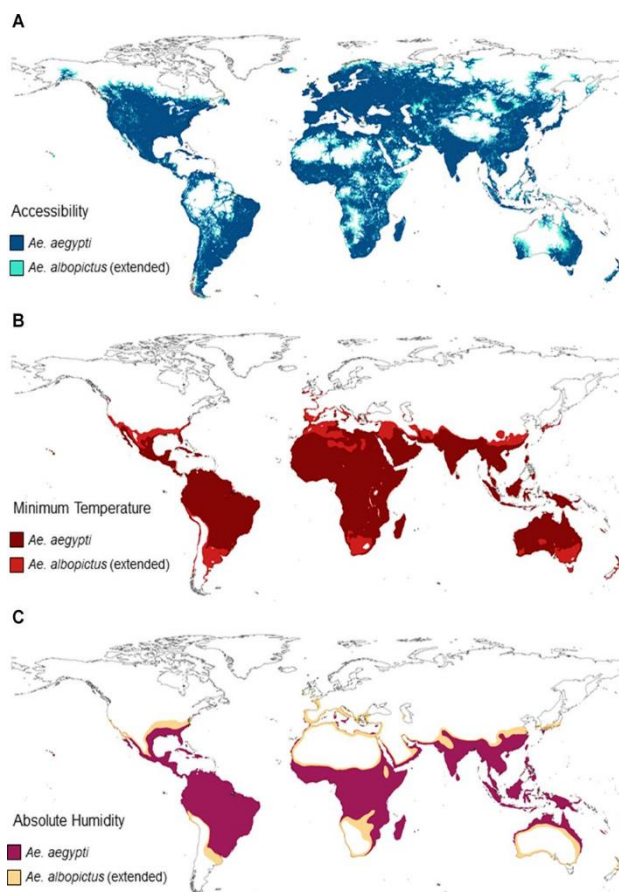 A
Accessibility
Ae. aegypti
Ae. albopictus (extended)
B
Minimum Temperature
Ae. aegypti
Ae. albopictus (extended)
C
Absolute Humidity
Ae. aegypti
Ae. albopictus (extended)